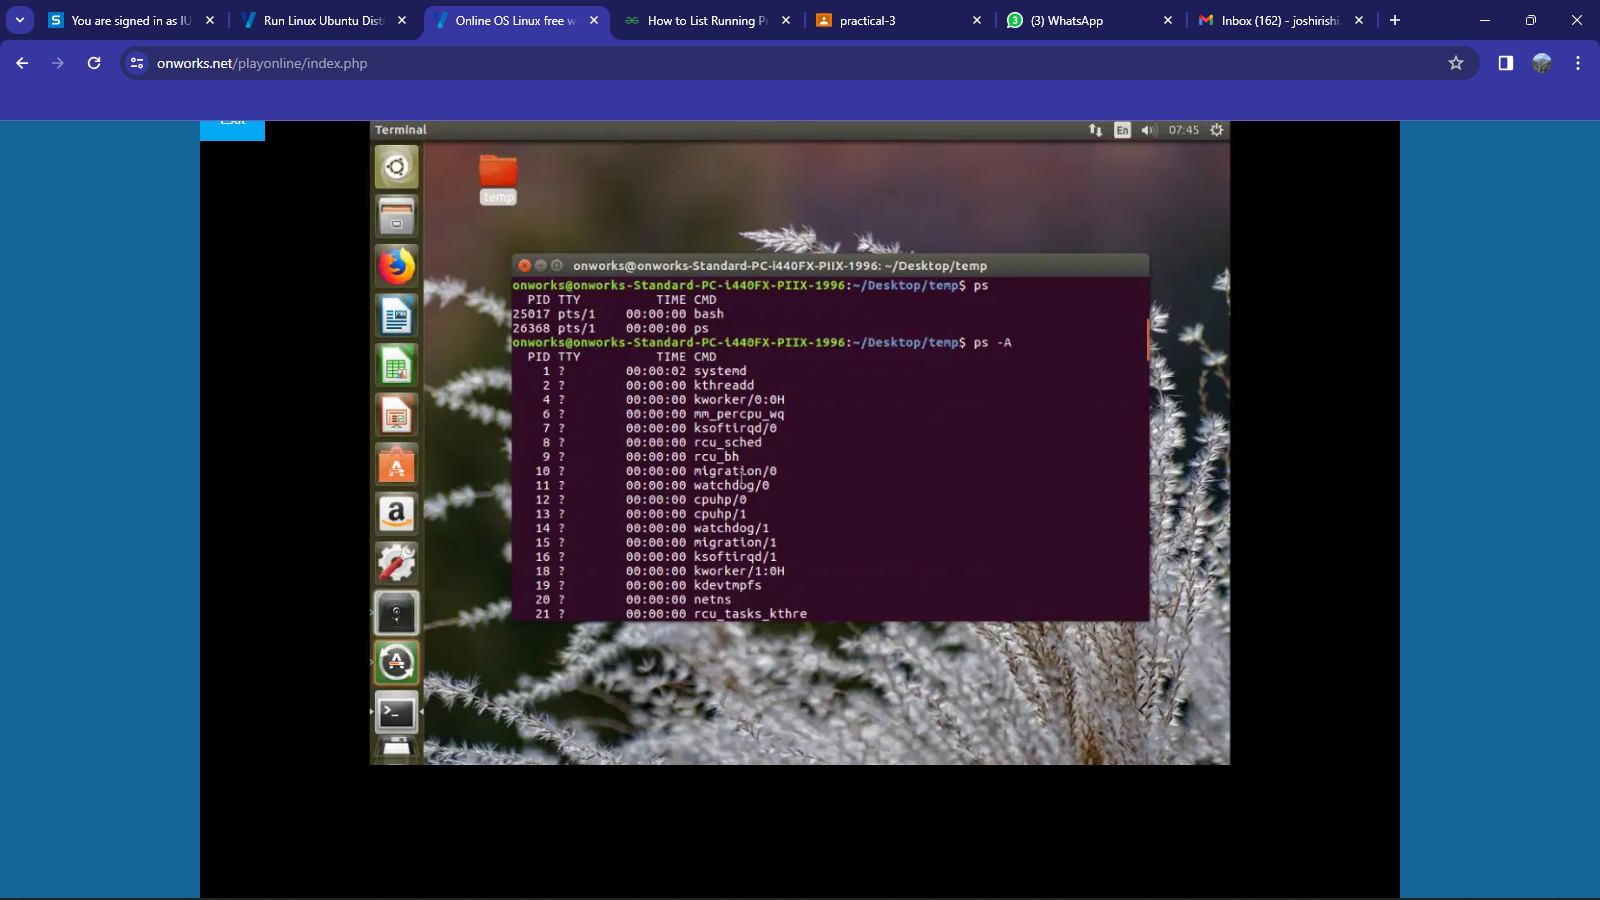 You are signed in as IU
Run Linux Ubuntu Dist
Online OS Linux free w
How to List Running Pr
practical-3
(3) WhatsApp
Inbox (162) - joshirishi.
onworks.net/playonline/index.php
Exit
Terminal
En
07:45
temp
onworks@onworks-Standard-PC-i440FX-PIIX-1996: ~/Desktop/temp
onworks@onworks-Standard-PC-i440FX-PIIX-1996:~/Desktop/temp$ ps
PID TTY TIME CMD
25017 pts/1 00:00:00 bash
26368 pts/1 00:00:00 ps
onworks@onworks-Standard-PC-i440FX-PIIX-1996:~/Desktop/temp$ ps -A
PID TTY TIME CMD
1 ? 00:00:02 systemd
2 ? 00:00:00 kthreadd
4 ? 00:00:00 kworker/0:0H
6 ? 00:00:00 mm_percpu_wq
7 ? 00:00:00 ksoftirqd/0
8 ? 00:00:00 rcu_sched
9 ? 00:00:00 rcu_bh
10 ? 00:00:00 migration/0
11 ? 00:00:00 watchdog/0
12 ? 00:00:00 cpuhp/0
13 ? 00:00:00 cpuhp/1
14 ? 00:00:00 watchdog/1
15 ? 00:00:00 migration/1
16 ? 00:00:00 ksoftirqd/1
18 ? 00:00:00 kworker/1:0H
19 ? 00:00:00 kdevtmpfs
20 ? 00:00:00 netns
21 ? 00:00:00 rcu_tasks_kthre